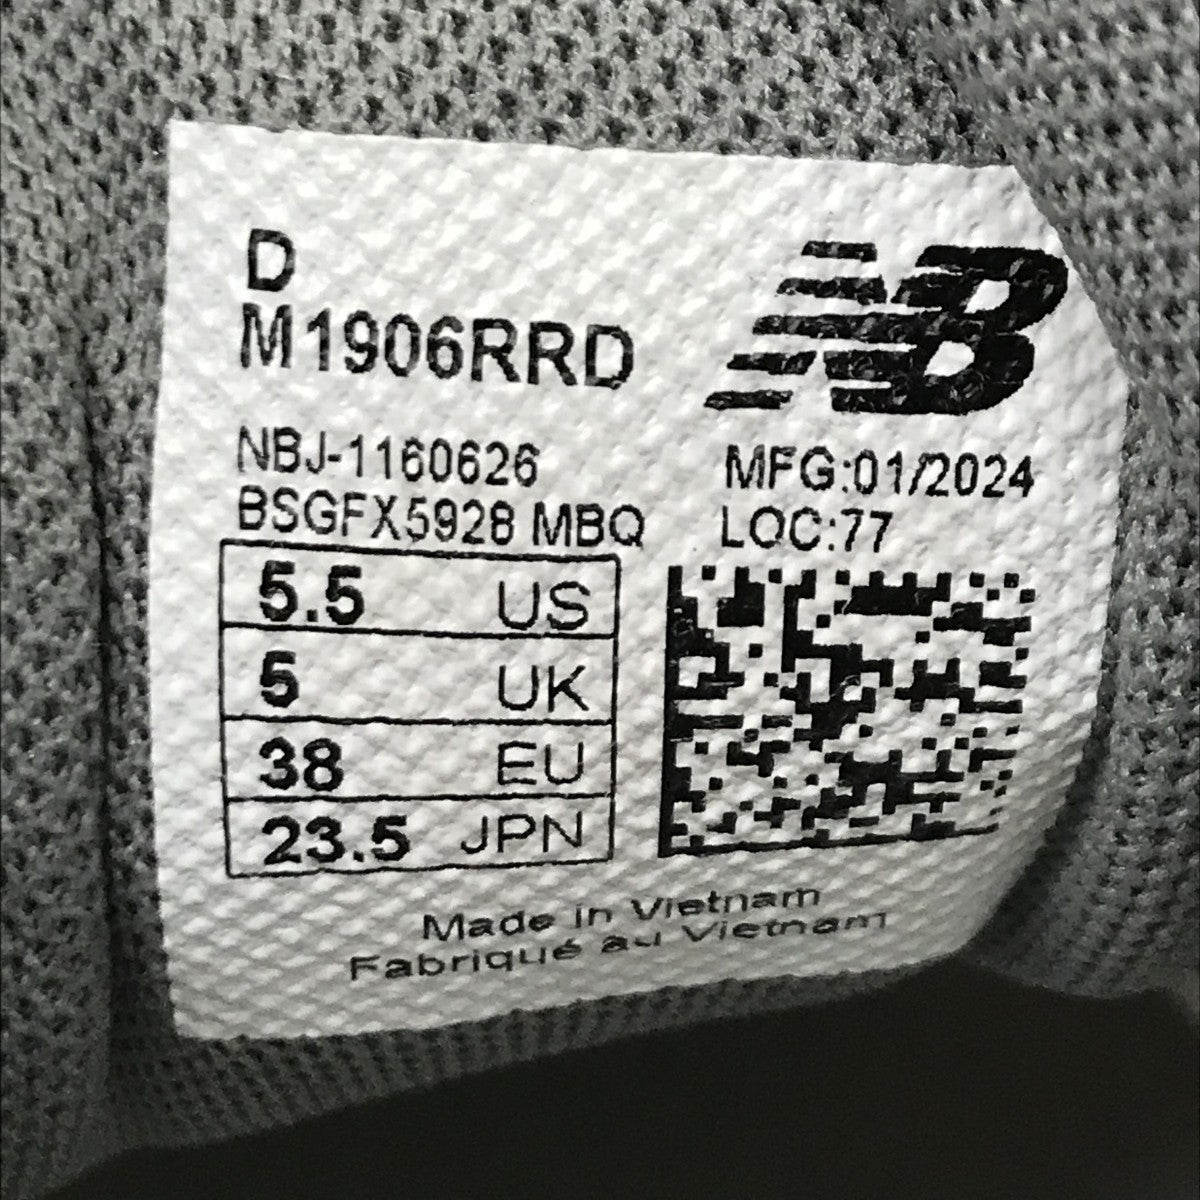 D
M1906RRD
NB
NBJ-1160626
BSGFX5928 MBQ
MFG:01/2024
LOC:77
5.5 US
5 UK
38 EU
23.5 JPN
Made in Vietnam
Fabriqué au Vietnam